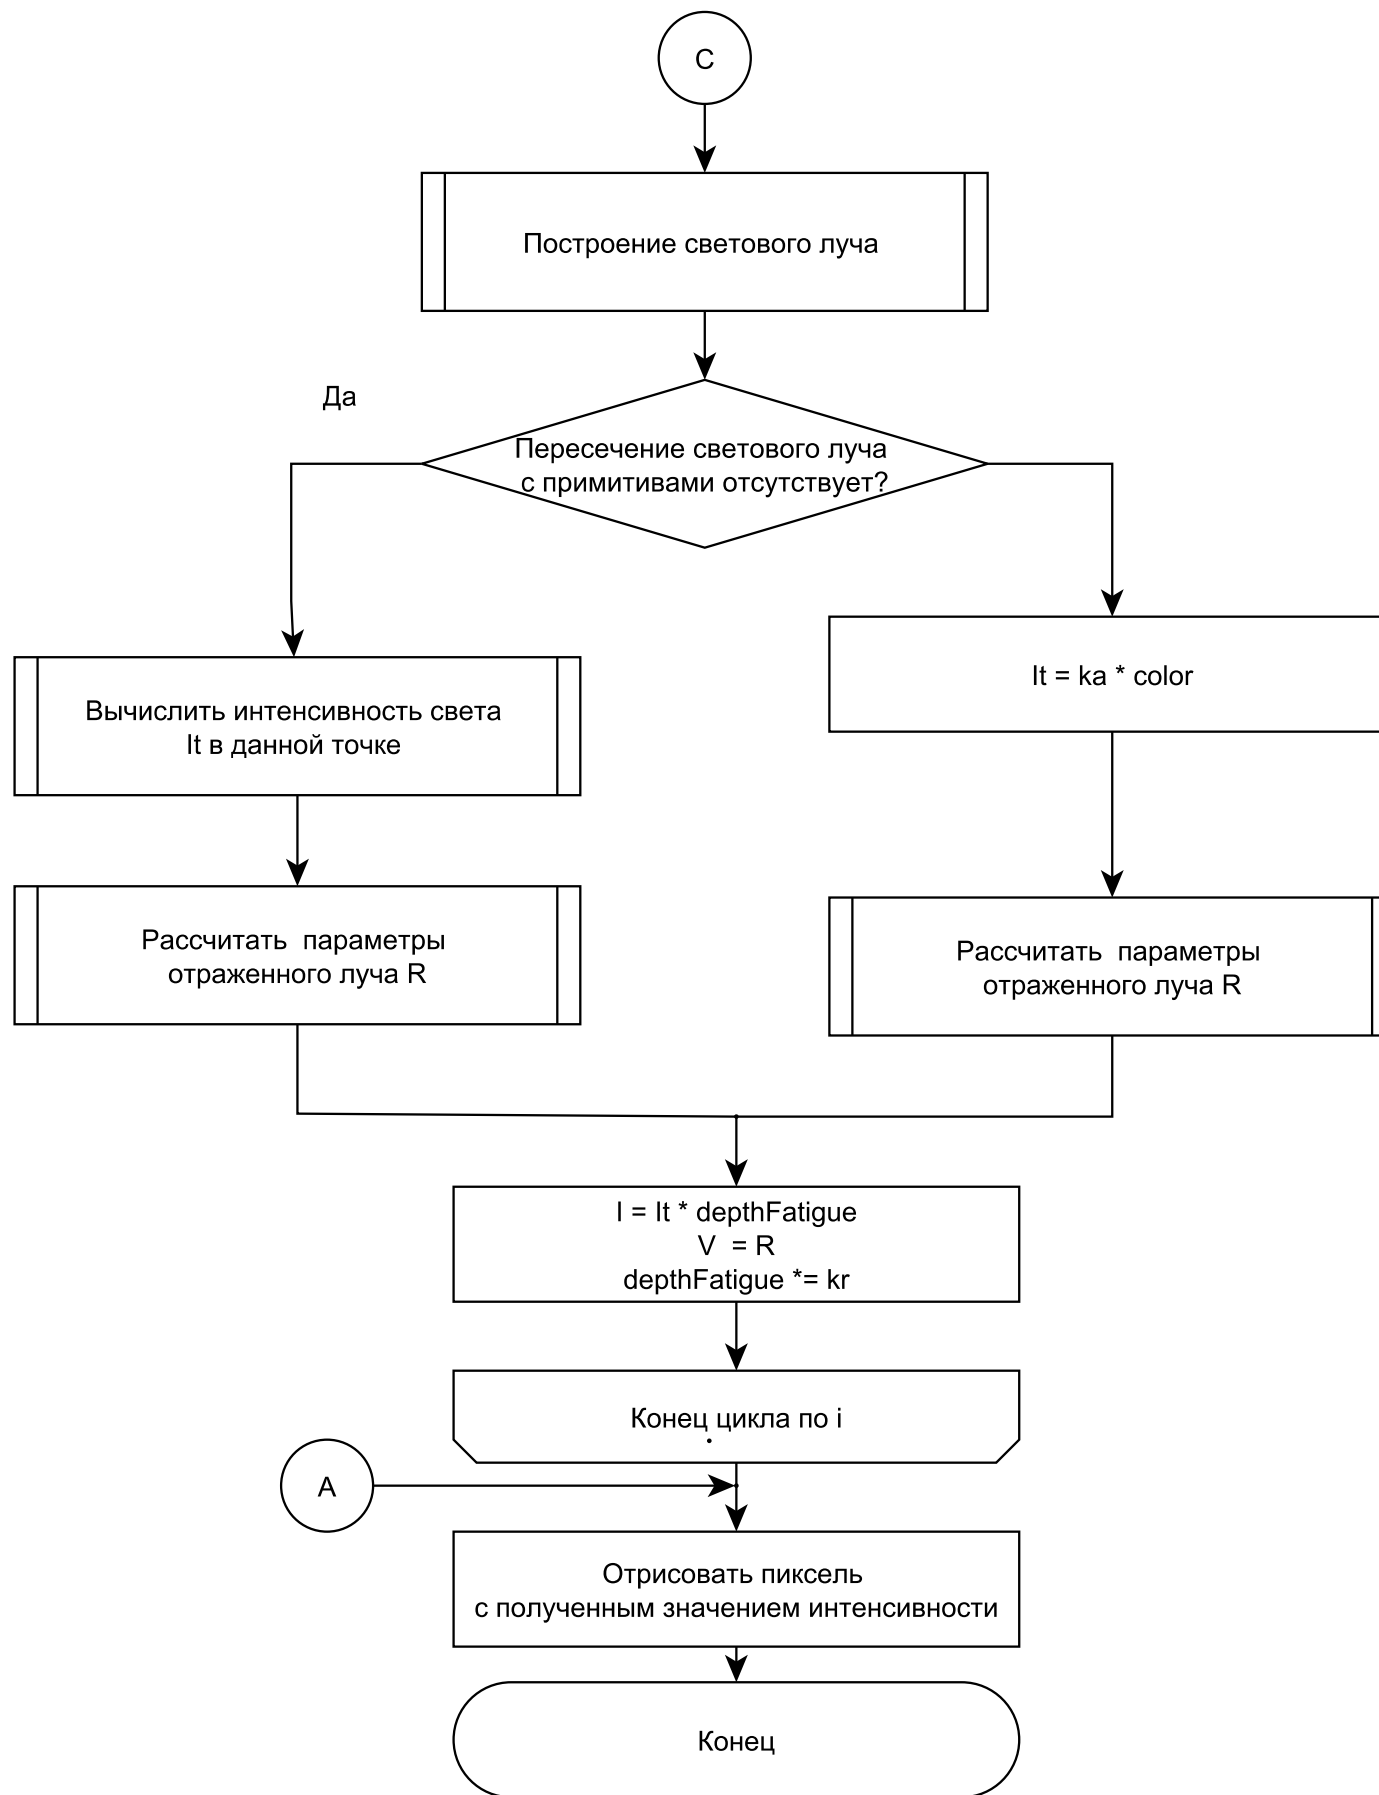 C
Построение светового луча
Да
Пересечение светового луча
с примитивами отсутствует?
It = ka * color
Вычислить интенсивность света
It в данной точке
Рассчитать параметры
отраженного луча R
Рассчитать параметры
отраженного луча R
I = It * depthFatigue
V = R
depthFatigue *= kr
Конец цикла по i
A
Отрисовать пиксель
с полученным значением интенсивности
Конец